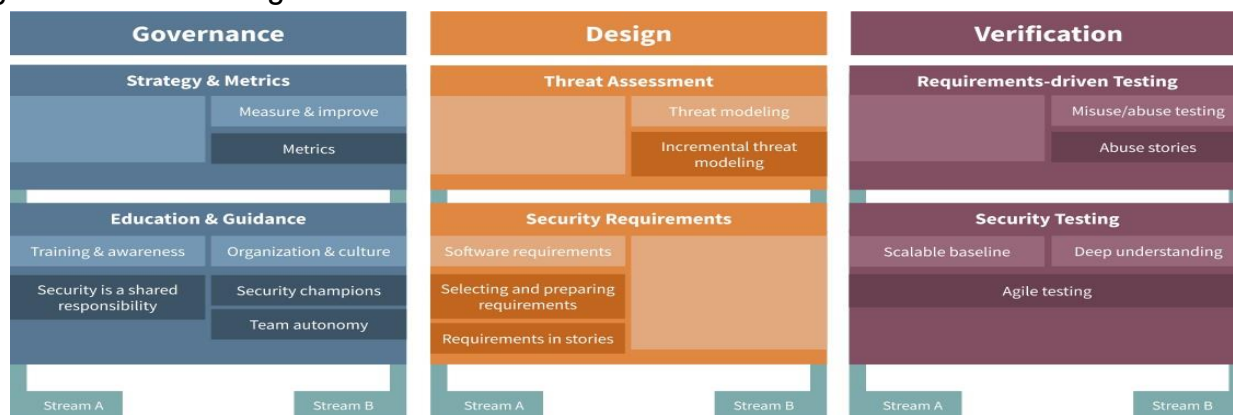 Governance
Strategy & Metrics
Measure & improve
Metrics
Education & Guidance
Training & awareness
Organization & culture
Security is a shared
responsibility
Security champions
Team autonomy
Stream A
Stream B
Design
Threat Assessment
Threat modeling
Incremental threat
modeling
Security Requirements
Software requirements
Selecting and preparing
requirements
Requirements in stories
Stream A
Stream B
Verification
Requirements-driven Testing
Misuse/abuse testing
Abuse stories
Security Testing
Scalable baseline
Deep understanding
Agile testing
Stream A
Stream B